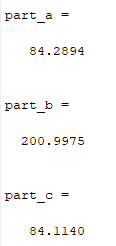 part_a =
84.2894
part_b =
200.9975
part_c =
84.1140